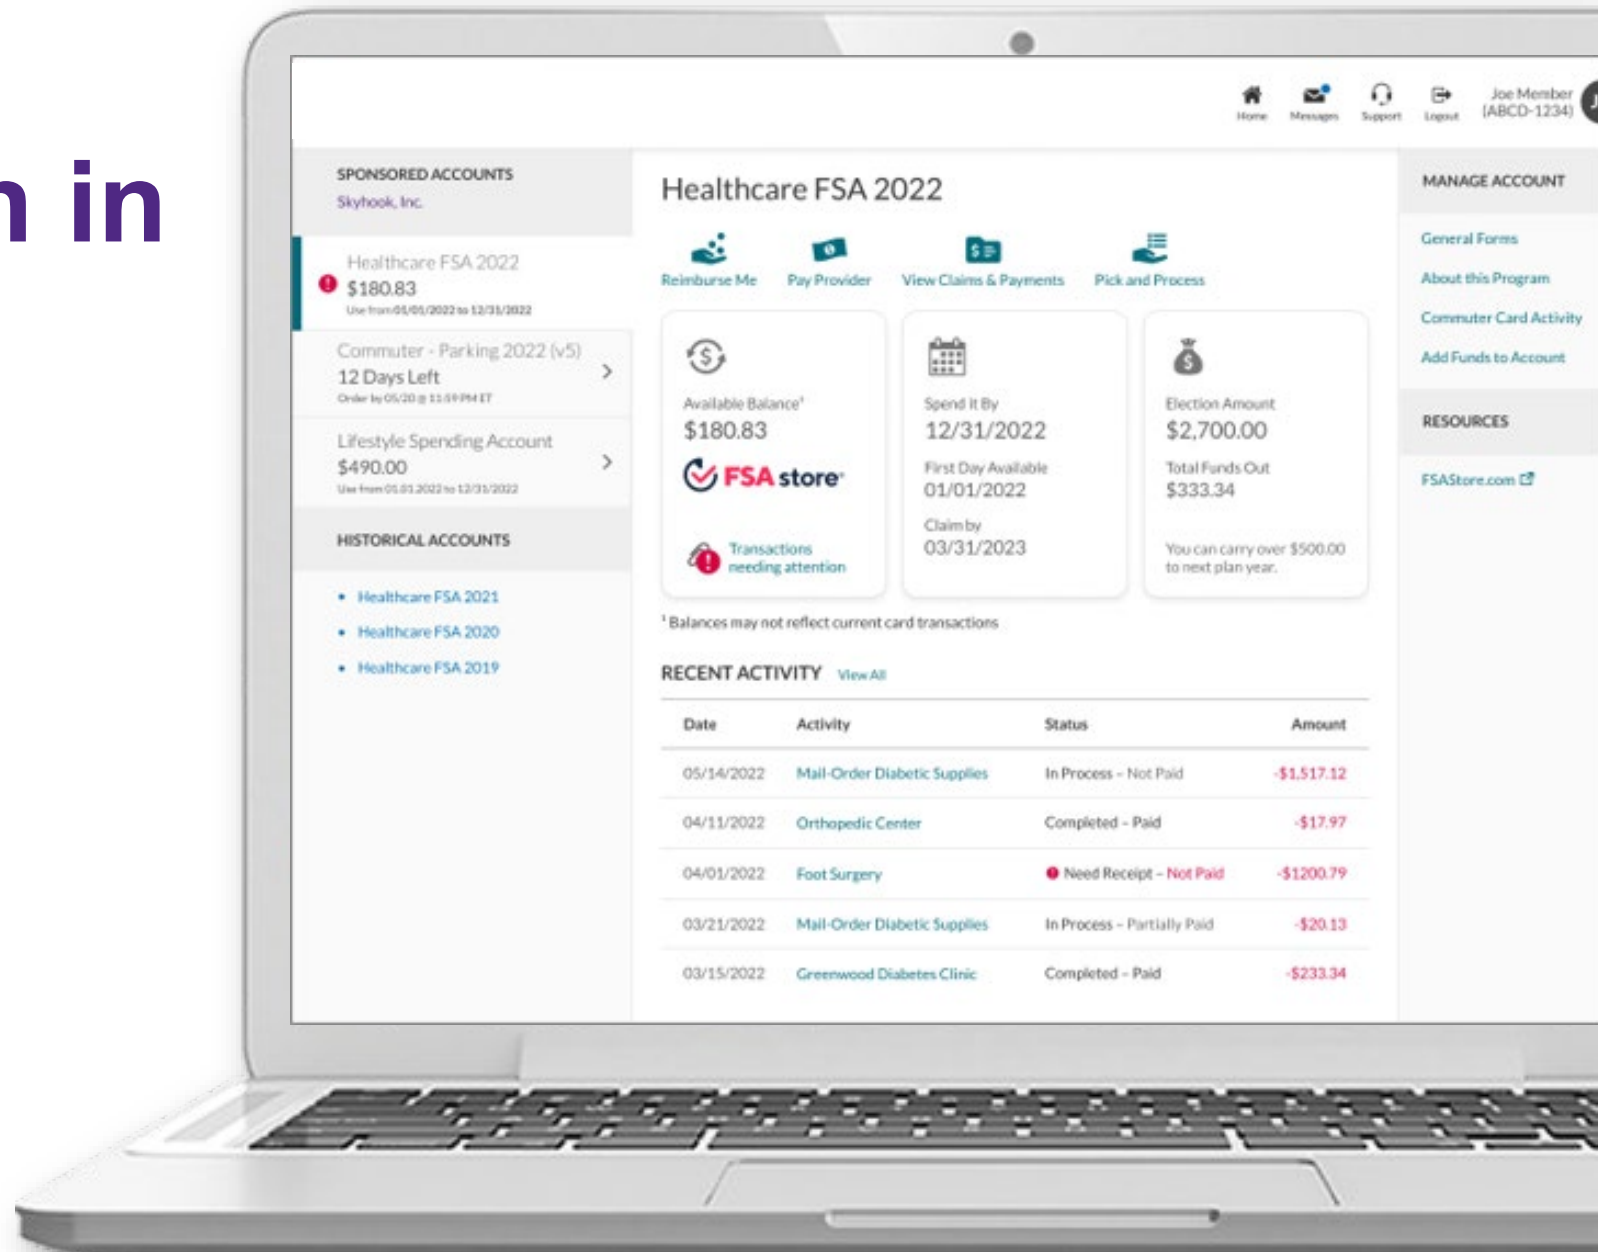 n in
Home
Messages
Support
Logout
Joe Member
(ABCD-1234)
J
SPONSORED ACCOUNTS
Skyhook, Inc.
Healthcare FSA 2022
$180.83
Use from 01/01/2022 to 12/31/2022
Commuter - Parking 2022 (v5)
12 Days Left
Order by 05/20 @ 11:59 PM ET
Lifestyle Spending Account
$490.00
Use from 01.01.2022 to 12/31/2022
HISTORICAL ACCOUNTS
• Healthcare FSA 2021
• Healthcare FSA 2020
• Healthcare FSA 2019
Healthcare FSA 2022
Reimburse Me Pay Provider View Claims & Payments Pick and Process
Available Balance¹
$180.83
FSA store
Transactions
needing attention
Spend It By
12/31/2022
First Day Available
01/01/2022
Claim by
03/31/2023
Election Amount
$2,700.00
Total Funds Out
$333.34
You can carry over $500.00
to next plan year.
¹ Balances may not reflect current card transactions
RECENT ACTIVITY View All
Date Activity Status Amount
05/14/2022 Mail-Order Diabetic Supplies In Process – Not Paid -$1,517.12
04/11/2022 Orthopedic Center Completed – Paid -$17.97
04/01/2022 Foot Surgery Need Receipt – Not Paid -$1200.79
03/21/2022 Mail-Order Diabetic Supplies In Process – Partially Paid -$20.13
03/15/2022 Greenwood Diabetes Clinic Completed – Paid -$233.34
MANAGE ACCOUNT
General Forms
About this Program
Commuter Card Activity
Add Funds to Account
RESOURCES
FSAStore.com